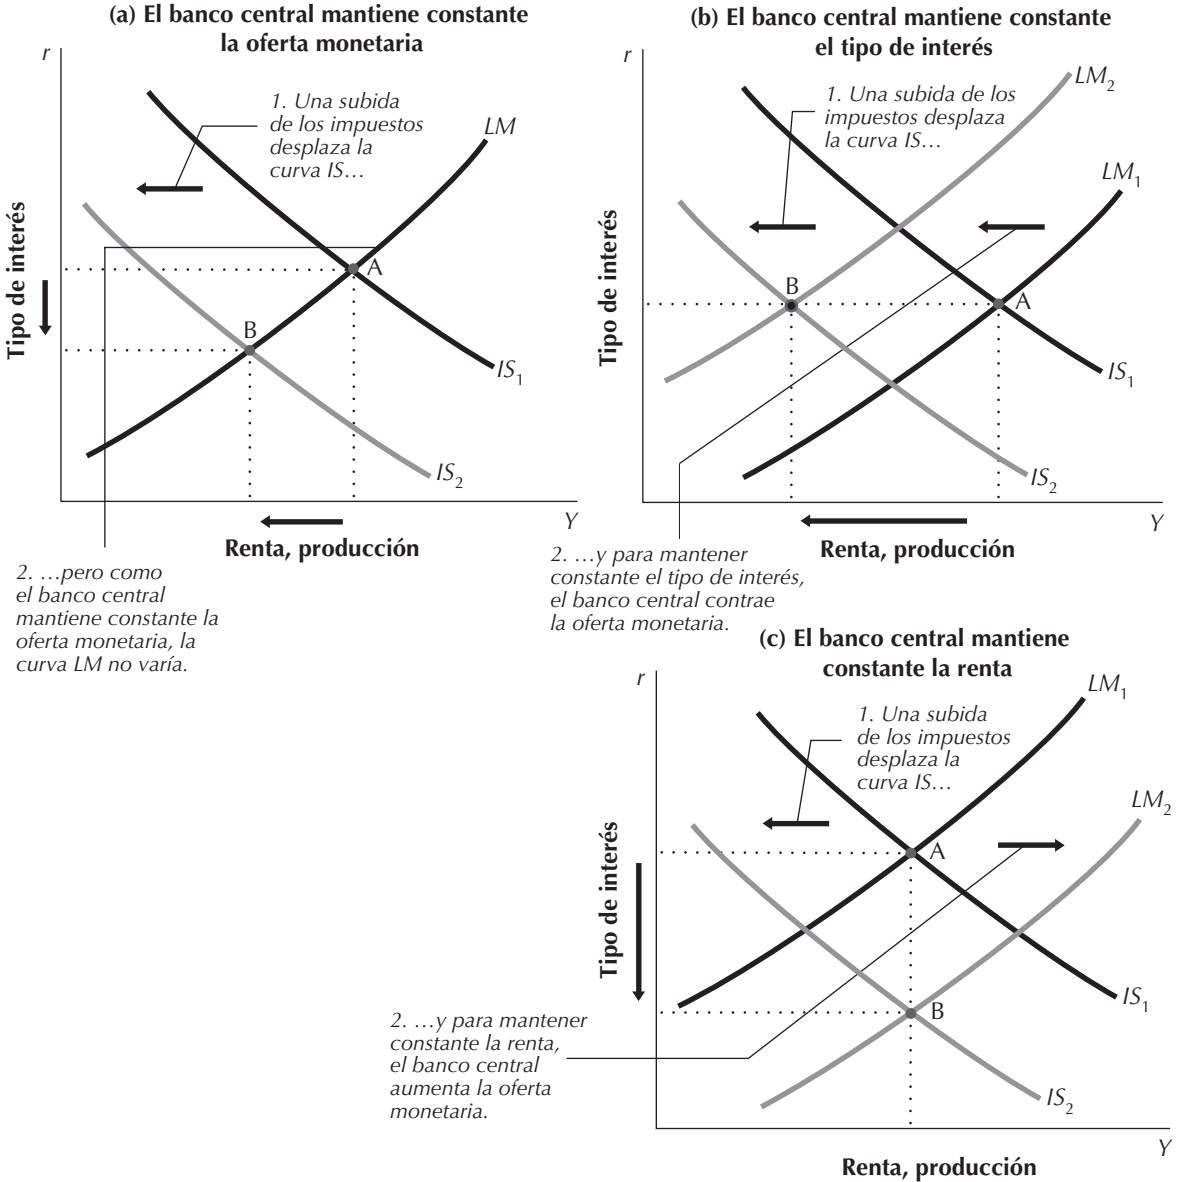 (a) El banco central mantiene constante
la oferta monetaria
r
1. Una subida
de los impuestos
desplaza la
curva IS…
LM
Tipo de interés
A
B
IS1
IS2
Y
Renta, producción
2. …pero como
el banco central
mantiene constante la
oferta monetaria, la
curva LM no varía.
(b) El banco central mantiene constante
el tipo de interés
r
LM2
1. Una subida de los
impuestos desplaza
la curva IS…
LM1
Tipo de interés
B
A
IS1
IS2
Y
Renta, producción
2. …y para mantener
constante el tipo de interés,
el banco central contrae
la oferta monetaria.
(c) El banco central mantiene
constante la renta
r
LM1
1. Una subida
de los impuestos
desplaza la
curva IS…
LM2
Tipo de interés
A
IS1
B
2. …y para mantener
constante la renta,
el banco central
aumenta la oferta
monetaria.
IS2
Y
Renta, producción